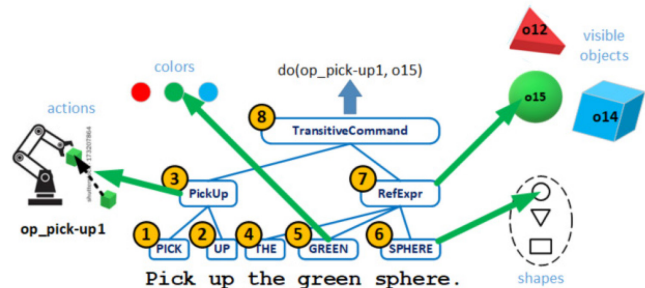 o12
visible
objects
colors
do(op_pick-up1, o15)
o15
o14
actions
8
TransitiveCommand
3
PickUp
7
RefExpr
op_pick-up1
1 2 4 5 6
PICK UP THE GREEN SPHERE
Pick up the green sphere.
shapes